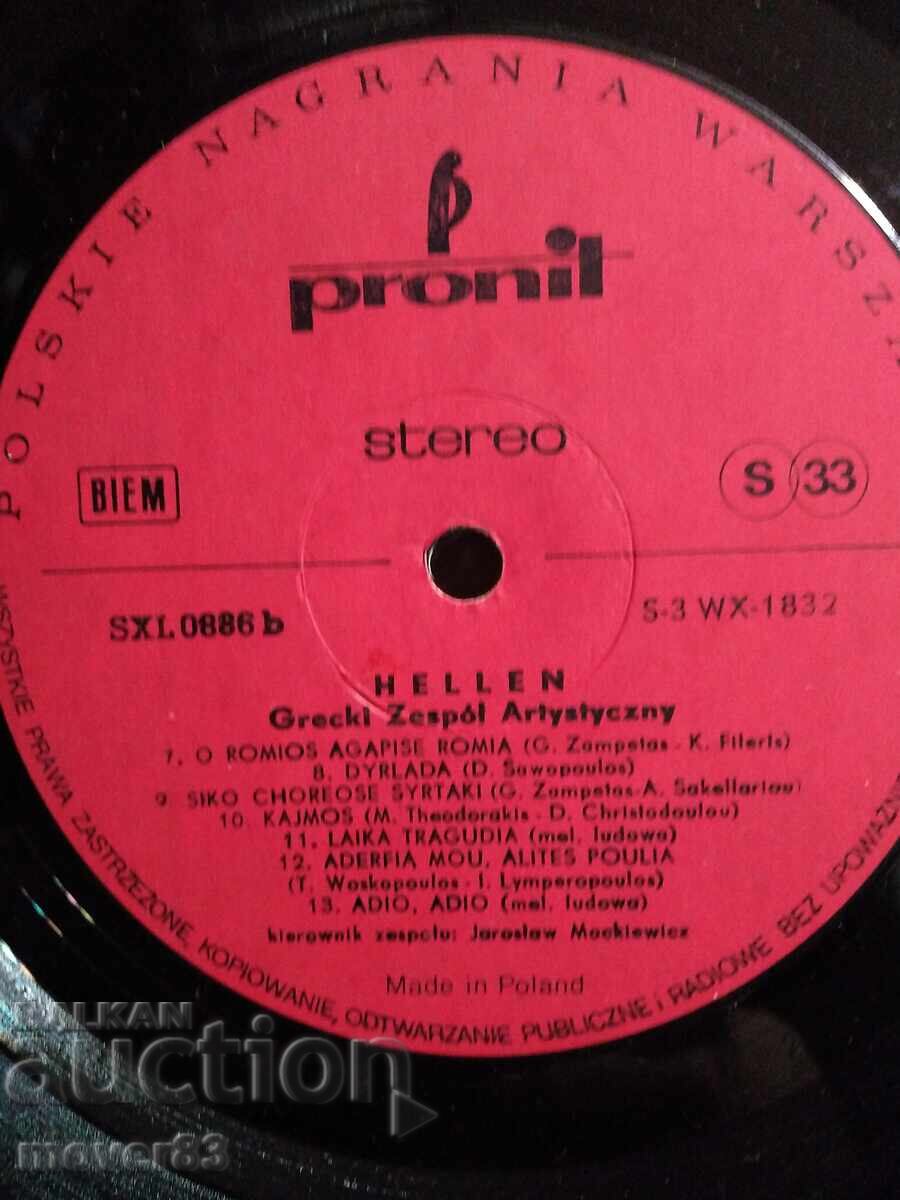 POLSKIE NAGRANIA WARSZA
pronit
stereo
BIEM
S 33
SXL 0886 b
S-3 WX-1832
HELLEN
Grecki Zespół Artystyczny
7. O ROMIOS AGAPISE ROMIA (G. Zampetas - K. Fileris)
8. DYRLADA (D. Sawopoulos)
9. SIKO CHOREOSE SYRTAKI (G. Zampetas-A. Sakellariou)
10. KAJMOS (M. Theodorakis - D. Christodoulou)
11. LAIKA TRAGUDIA (mel. ludowa)
12. ADERFIA MOU, ALITES POULIA
(T. Woskopoulos - I. Lymperopoulos)
13. ADIO, ADIO (mel. ludowa)
kierownik zespołu: Jarosław Mackiewicz
Made in Poland
WSZYSTKIE PRAWA ZASTRZEŻONE, KOPIOWANIE, ODTWARZANIE PUBLICZNE i RADIOWE BEZ UPOWAŻN
BALKAN
auction
mover83